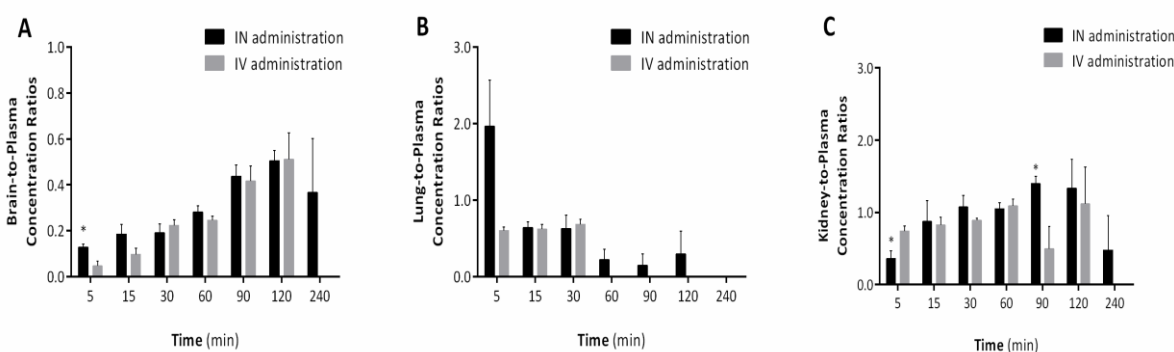 A
IN administration
IV administration
Brain-to-Plasma
Concentration Ratios
1.0
0.8
0.6
0.4
0.2
0.0
*
5 15 30 60 90 120 240
Time (min)
B
IN administration
IV administration
Lung-to-Plasma
Concentration Ratios
3.0
2.0
1.0
0.0
5 15 30 60 90 120 240
Time (min)
C
IN administration
IV administration
Kidney-to-Plasma
Concentration Ratios
3.0
2.0
1.0
0.0
*
*
5 15 30 60 90 120 240
Time (min)